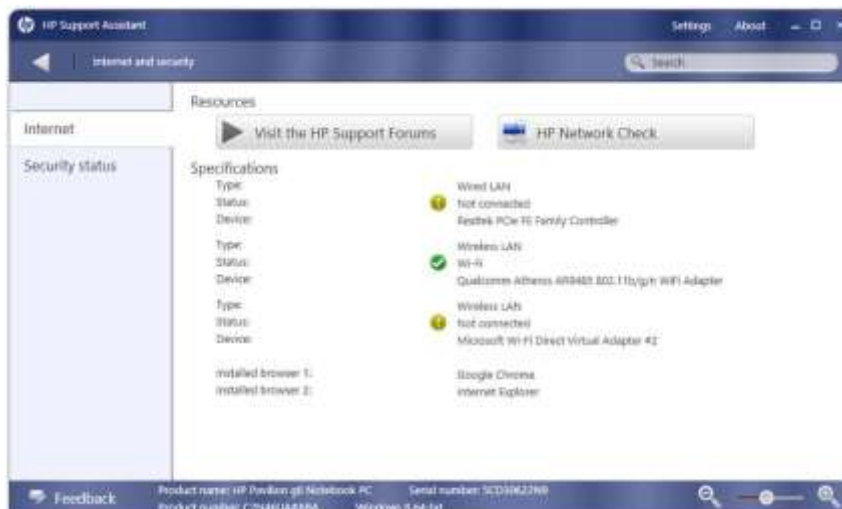 HP Support Assistant
Settings About
Internet and security
Search
Resources
Visit the HP Support Forums
HP Network Check
Internet
Security status
Specifications
Type: Wired LAN
Status: Not connected
Device: Realtek PCIe FE Family Controller
Type: Wireless LAN
Status: Wi-Fi
Device: Qualcomm Atheros AR9485 802.11b/g/n WiFi Adapter
Type: Wireless LAN
Status: Not connected
Device: Microsoft Wi-Fi Direct Virtual Adapter #2
Installed browser 1: Google Chrome
Installed browser 2: Internet Explorer
Feedback
Product name: HP Pavilion g6 Notebook PC Serial number:
Product number: Windows 8 64-bit